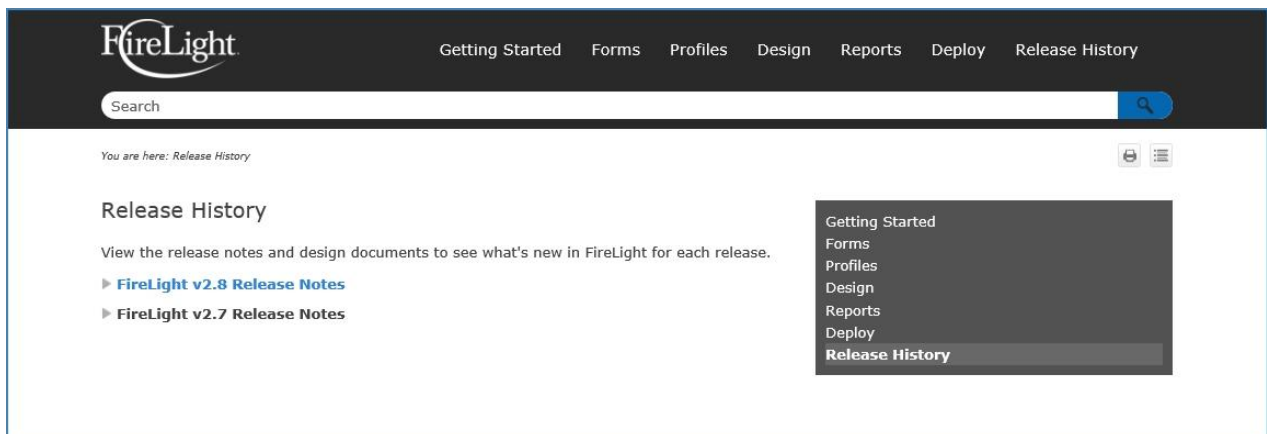 FireLight
Getting Started Forms Profiles Design Reports Deploy Release History
Search
You are here: Release History
Release History
View the release notes and design documents to see what's new in FireLight for each release.
FireLight v2.8 Release Notes
FireLight v2.7 Release Notes
Getting Started
Forms
Profiles
Design
Reports
Deploy
Release History